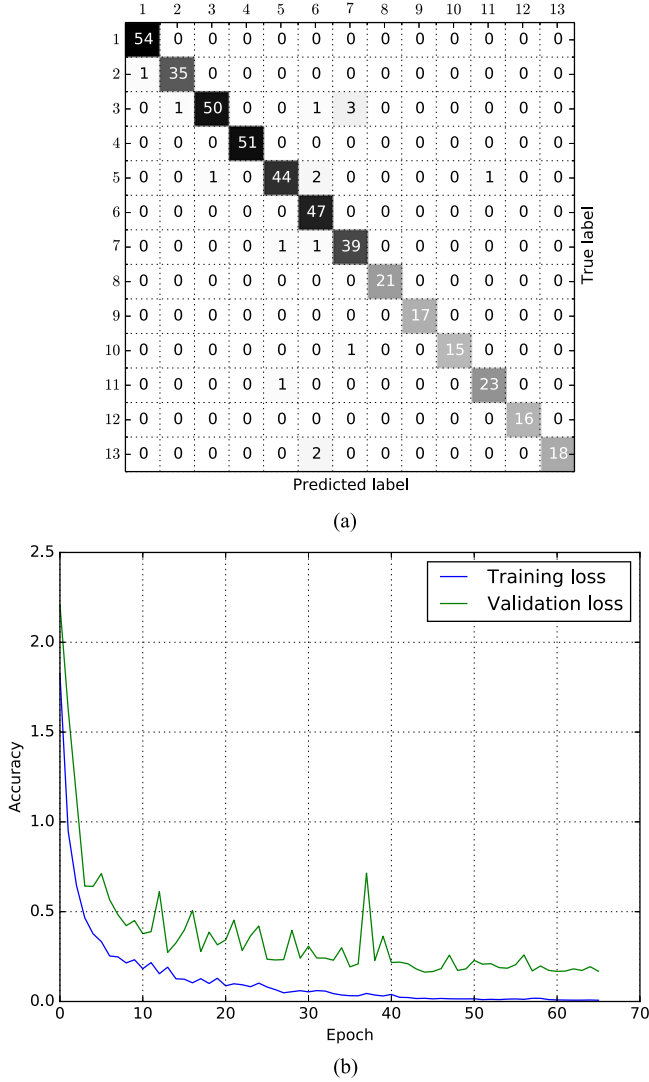 1 2 3 4 5 6 7 8 9 10 11 12 13
1 54 0 0 0 0 0 0 0 0 0 0 0 0
2 1 35 0 0 0 0 0 0 0 0 0 0 0
3 0 1 50 0 0 1 3 0 0 0 0 0 0
4 0 0 0 51 0 0 0 0 0 0 0 0 0
5 0 0 1 0 44 2 0 0 0 0 1 0 0
6 0 0 0 0 0 47 0 0 0 0 0 0 0
7 0 0 0 0 1 1 39 0 0 0 0 0 0
8 0 0 0 0 0 0 0 21 0 0 0 0 0
9 0 0 0 0 0 0 0 0 17 0 0 0 0
10 0 0 0 0 0 0 1 0 0 15 0 0 0
11 0 0 0 0 1 0 0 0 0 0 23 0 0
12 0 0 0 0 0 0 0 0 0 0 0 16 0
13 0 0 0 0 0 2 0 0 0 0 0 0 18
True label
Predicted label
(a)
2.5
2.0
1.5
1.0
0.5
0.0
Accuracy
Training loss
Validation loss
0 10 20 30 40 50 60 70
Epoch
(b)